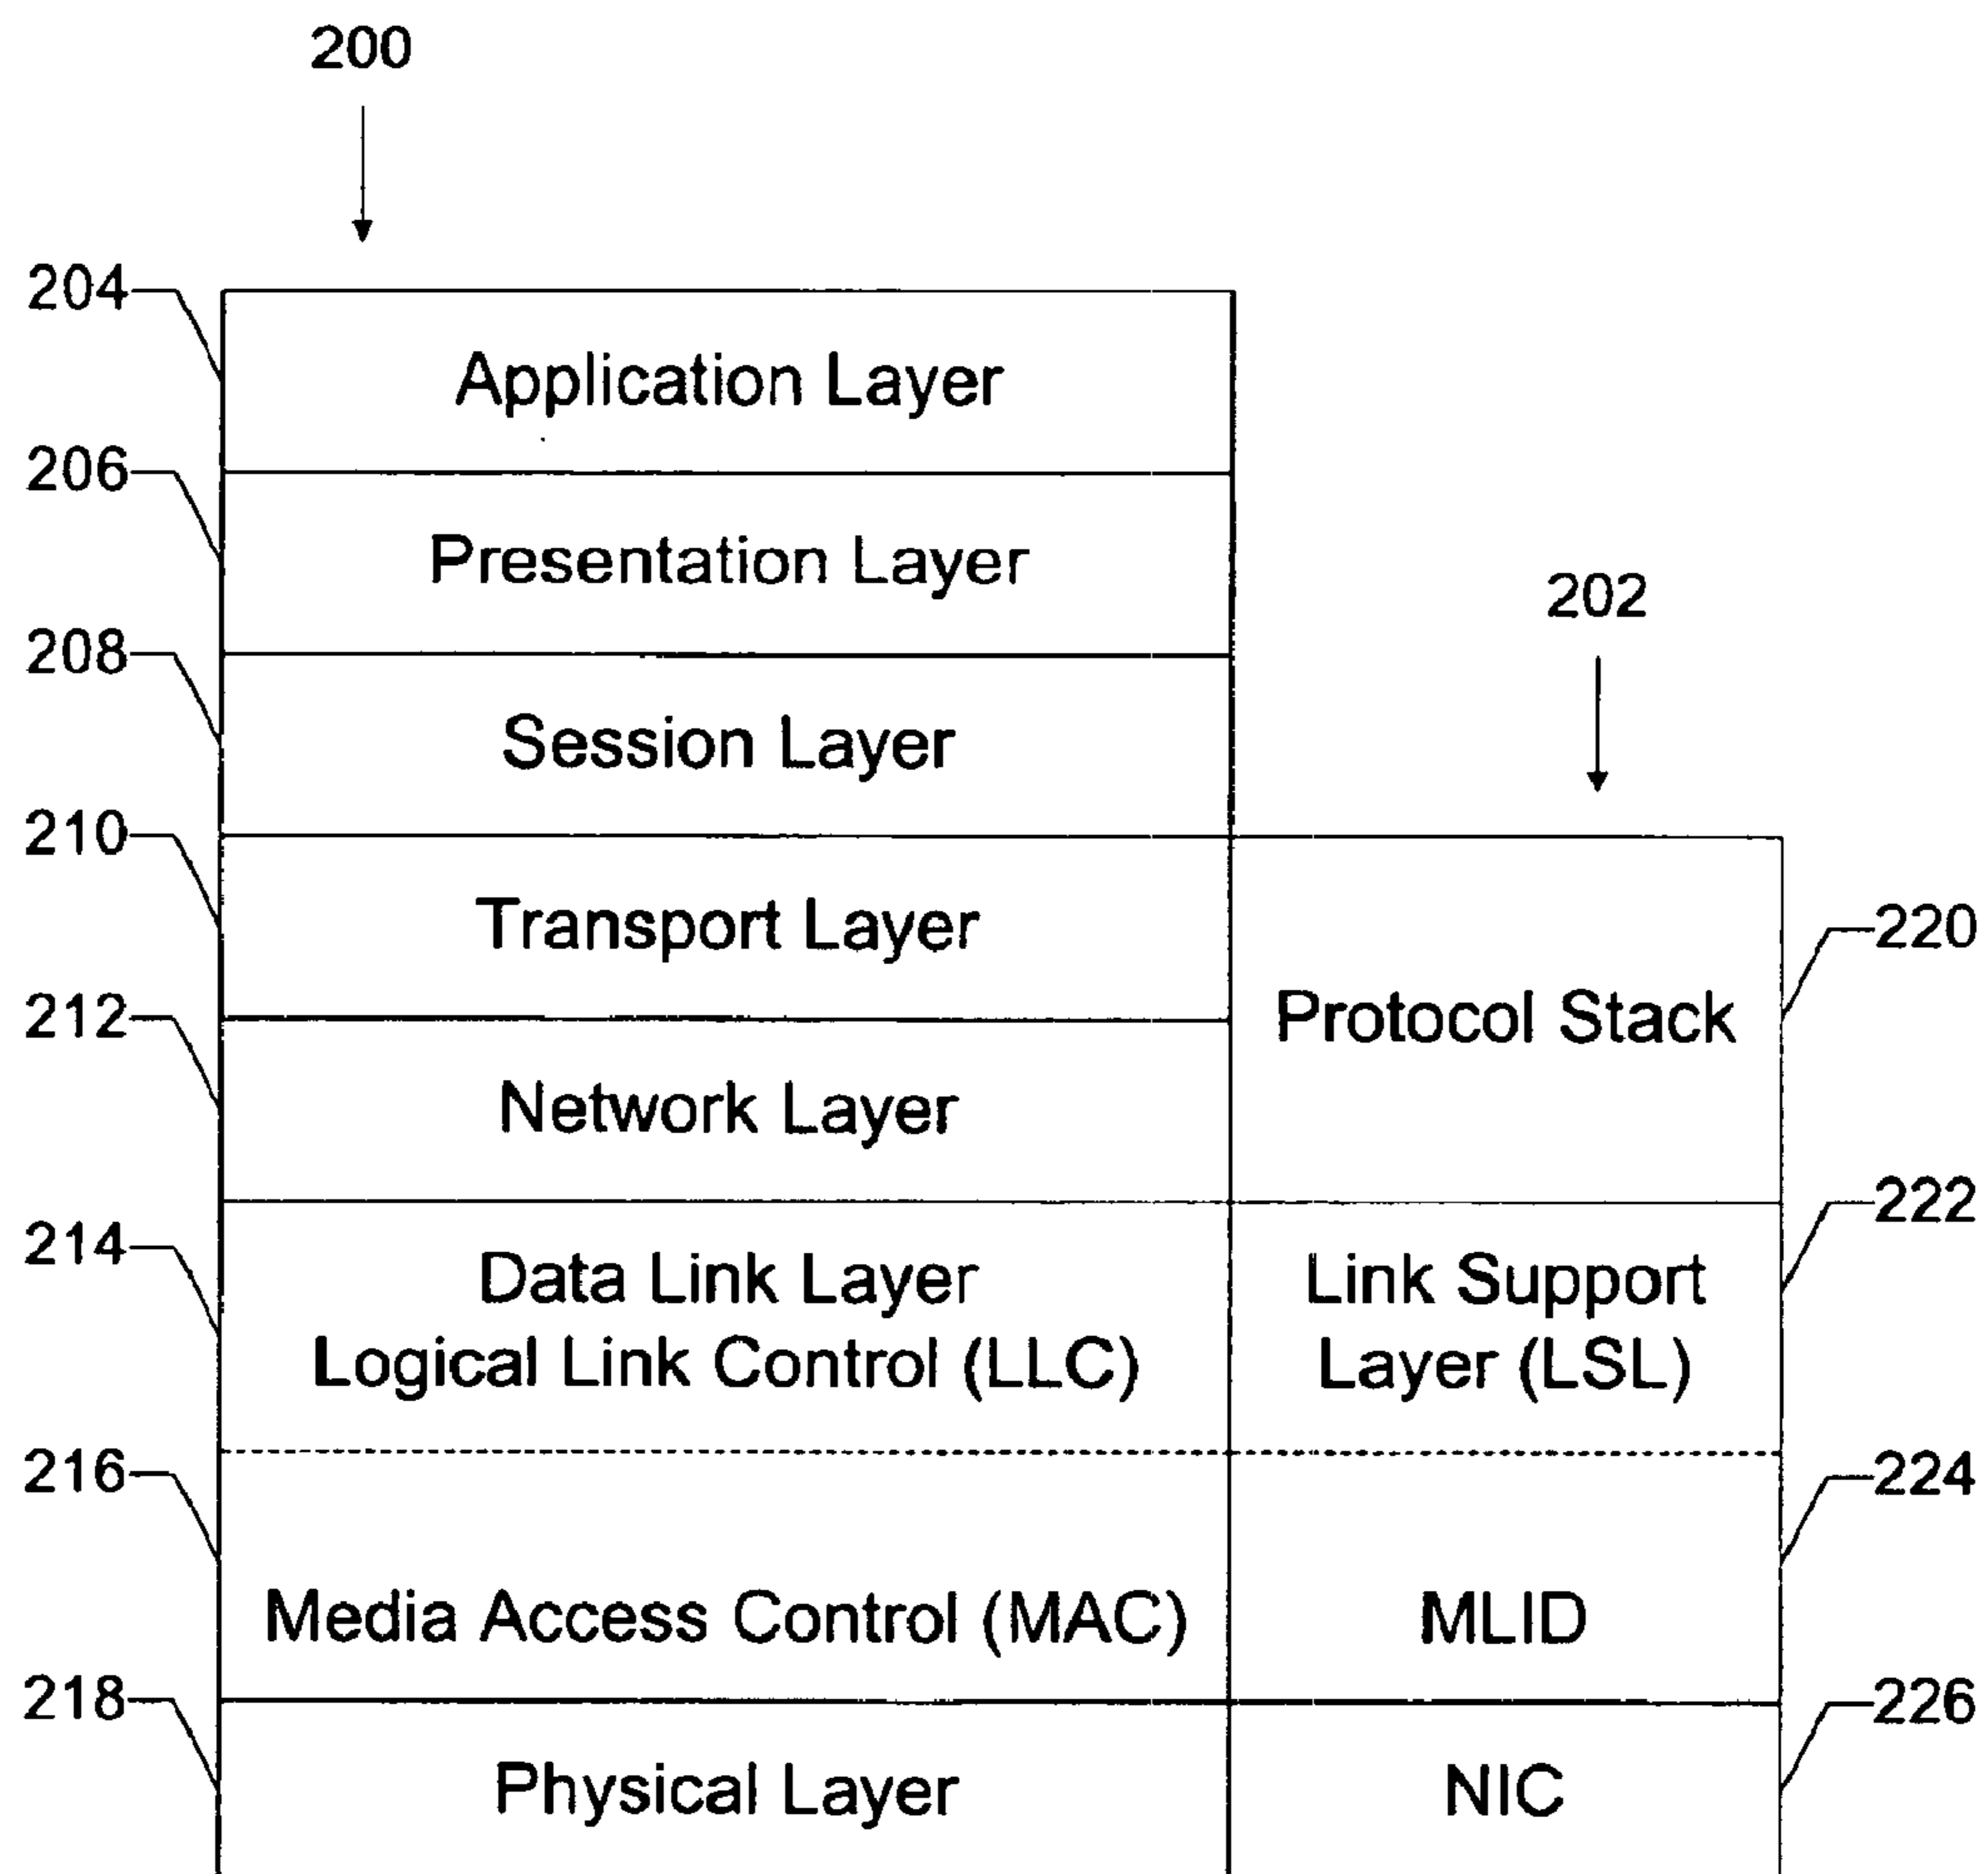 200
204
Application Layer
206
Presentation Layer
202
208
Session Layer
210
Transport Layer
220
212
Protocol Stack
Network Layer
222
214
Data Link Layer
Logical Link Control (LLC)
Link Support
Layer (LSL)
216
224
Media Access Control (MAC)
MLID
218
226
Physical Layer
NIC